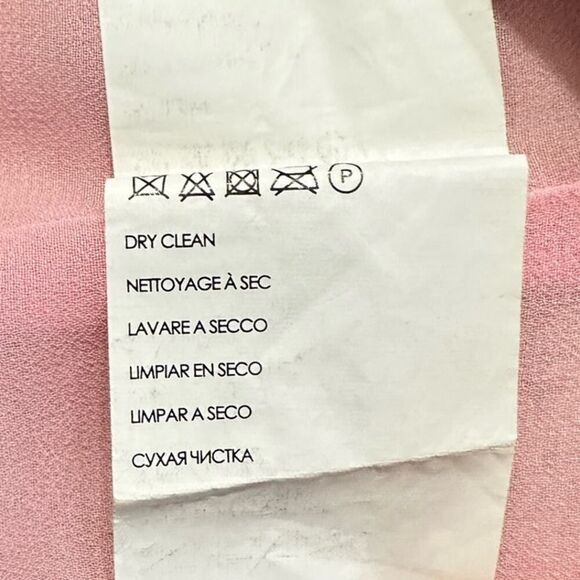 P
DRY CLEAN
NETTOYAGE À SEC
LAVARE A SECCO
LIMPIAR EN SECO
LIMPAR A SECO
СУХАЯ ЧИСТКА